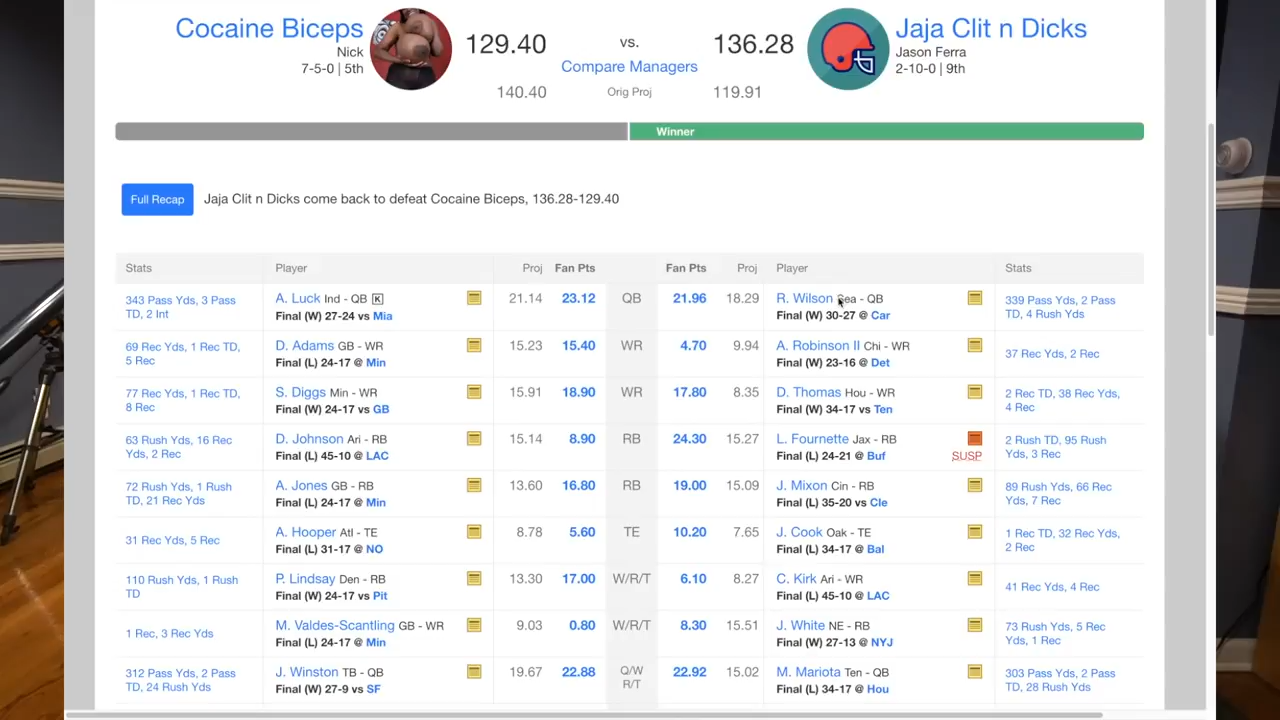 Cocaine Biceps
Nick
7-5-0 | 5th
129.40
140.40
vs.
Compare Managers
Orig Proj
136.28
119.91
Jaja Clit n Dicks
Jason Ferra
2-10-0 | 9th
Winner
Full Recap
Jaja Clit n Dicks come back to defeat Cocaine Biceps, 136.28-129.40
Stats Player Proj Fan Pts Fan Pts Proj Player Stats
343 Pass Yds, 3 Pass
TD, 2 Int
A. Luck Ind - QB K
Final (W) 27-24 vs Mia
21.14 23.12 QB 21.96 18.29
R. Wilson Sea - QB
Final (W) 30-27 @ Car
339 Pass Yds, 2 Pass
TD, 4 Rush Yds
69 Rec Yds, 1 Rec TD,
5 Rec
D. Adams GB - WR
Final (L) 24-17 @ Min
15.23 15.40 WR 4.70 9.94
A. Robinson II Chi - WR
Final (W) 23-16 @ Det
37 Rec Yds, 2 Rec
77 Rec Yds, 1 Rec TD,
8 Rec
S. Diggs Min - WR
Final (W) 24-17 vs GB
15.91 18.90 WR 17.80 8.35
D. Thomas Hou - WR
Final (W) 34-17 vs Ten
2 Rec TD, 38 Rec Yds,
4 Rec
63 Rush Yds, 16 Rec
Yds, 2 Rec
D. Johnson Ari - RB
Final (L) 45-10 @ LAC
15.14 8.90 RB 24.30 15.27
L. Fournette Jax - RB
Final (L) 24-21 @ Buf
SUSP
2 Rush TD, 95 Rush
Yds, 3 Rec
72 Rush Yds, 1 Rush
TD, 21 Rec Yds
A. Jones GB - RB
Final (L) 24-17 @ Min
13.60 16.80 RB 19.00 15.09
J. Mixon Cin - RB
Final (L) 35-20 vs Cle
89 Rush Yds, 66 Rec
Yds, 7 Rec
31 Rec Yds, 5 Rec
A. Hooper Atl - TE
Final (L) 31-17 @ NO
8.78 5.60 TE 10.20 7.65
J. Cook Oak - TE
Final (L) 34-17 @ Bal
1 Rec TD, 32 Rec Yds,
2 Rec
110 Rush Yds, 1 Rush
TD
P. Lindsay Den - RB
Final (W) 24-17 vs Pit
13.30 17.00 W/R/T 6.10 8.27
C. Kirk Ari - WR
Final (L) 45-10 @ LAC
41 Rec Yds, 4 Rec
1 Rec, 3 Rec Yds
M. Valdes-Scantling GB - WR
Final (L) 24-17 @ Min
9.03 0.80 W/R/T 8.30 15.51
J. White NE - RB
Final (W) 27-13 @ NYJ
73 Rush Yds, 5 Rec
Yds, 1 Rec
312 Pass Yds, 2 Pass
TD, 24 Rush Yds
J. Winston TB - QB
Final (W) 27-9 vs SF
19.67 22.88 Q/W
R/T
22.92 15.02
M. Mariota Ten - QB
Final (L) 34-17 @ Hou
303 Pass Yds, 2 Pass
TD, 28 Rush Yds